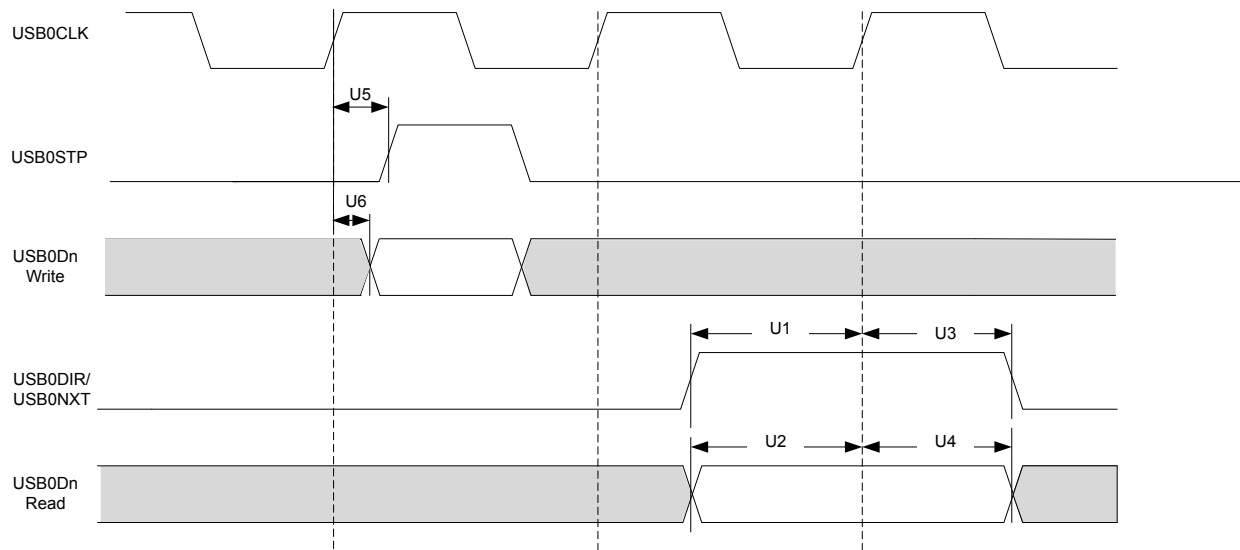 USB0CLK
U5
USB0STP
U6
USB0Dn
Write
U1
U3
USB0DIR/
USB0NXT
U2
U4
USB0Dn
Read